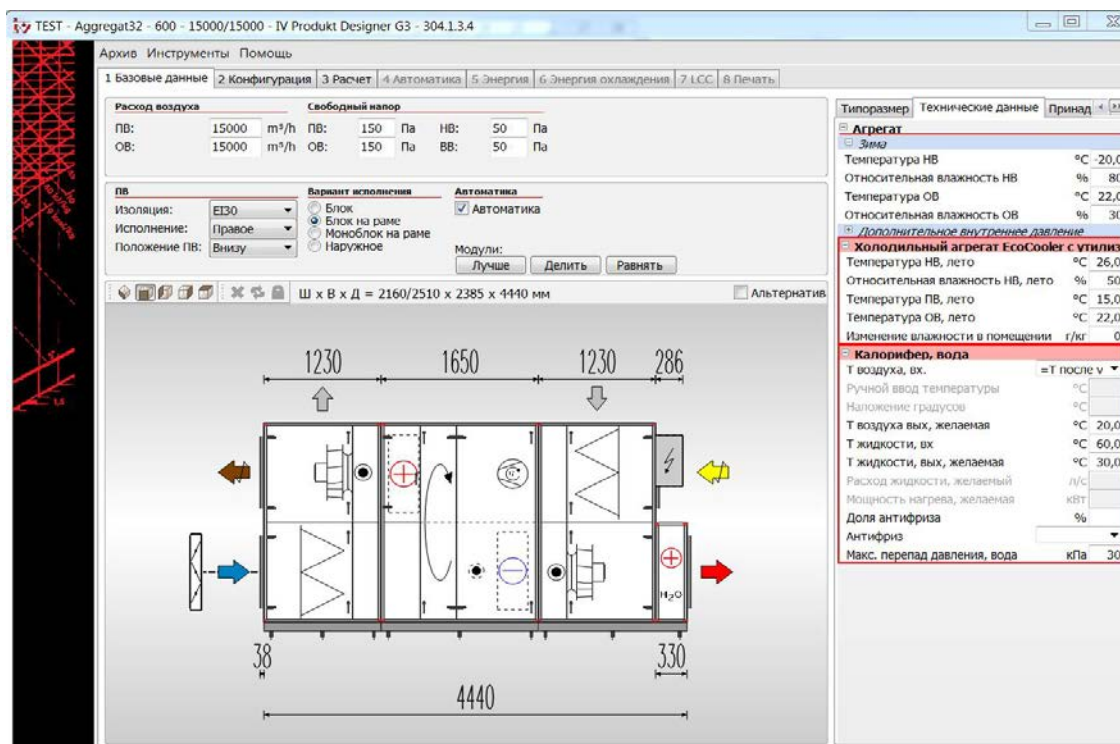 TEST - Aggregat32 - 600 - 15000/15000 - IV Produkt Designer G3 - 304.1.3.4
Архив Инструменты Помощь
1 Базовые данные 2 Конфигурация 3 Расчет 4 Автоматика 5 Энергия 6 Энергия охлаждения 7 LCC 8 Печать
Расход воздуха Свободный напор
ПВ: 15000 m³/h ПВ: 150 Па НВ: 50 Па
ОВ: 15000 m³/h ОВ: 150 Па ВВ: 50 Па
ПВ Вариант исполнения Автоматика
Изоляция: EI30 Блок Автоматика
Исполнение: Правое Блок на раме
Моноблок на раме
Положение ПВ: Внизу Наружное Модули:
Лучше Делить Равнять
Ш x В x Д = 2160/2510 x 2385 x 4440 мм Альтернатив
1230 1650 1230 286
H₂O
38 330
4440
Типоразмер Технические данные Принад
Агрегат
Зима
Температура НВ °C -20,0
Относительная влажность НВ % 80
Температура ОВ °C 22,0
Относительная влажность ОВ % 30
Дополнительное внутреннее давление
Холодильный агрегат EcoCooler с утилиз
Температура НВ, лето °C 26,0
Относительная влажность НВ, лето % 50
Температура ПВ, лето °C 15,0
Температура ОВ, лето °C 22,0
Изменение влажности в помещении г/кг 0
Калорифер, вода
Т воздуха, вх. =Т после у
Ручной ввод температуры °C
Наложение градусов °C
Т воздуха вых, желаемая °C 20,0
Т жидкости, вх °C 60,0
Т жидкости, вых, желаемая °C 30,0
Расход жидкости, желаемый л/с
Мощность нагрева, желаемая кВт
Доля антифриза %
Антифриз
Макс. перепад давления, вода кПа 30